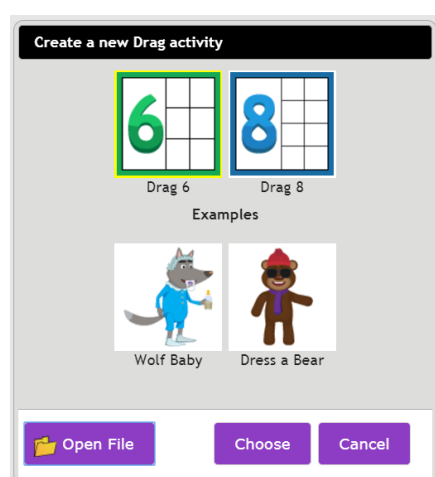 Create a new Drag activity
6 8
Drag 6 Drag 8
Examples
Wolf Baby Dress a Bear
Open File Choose Cancel